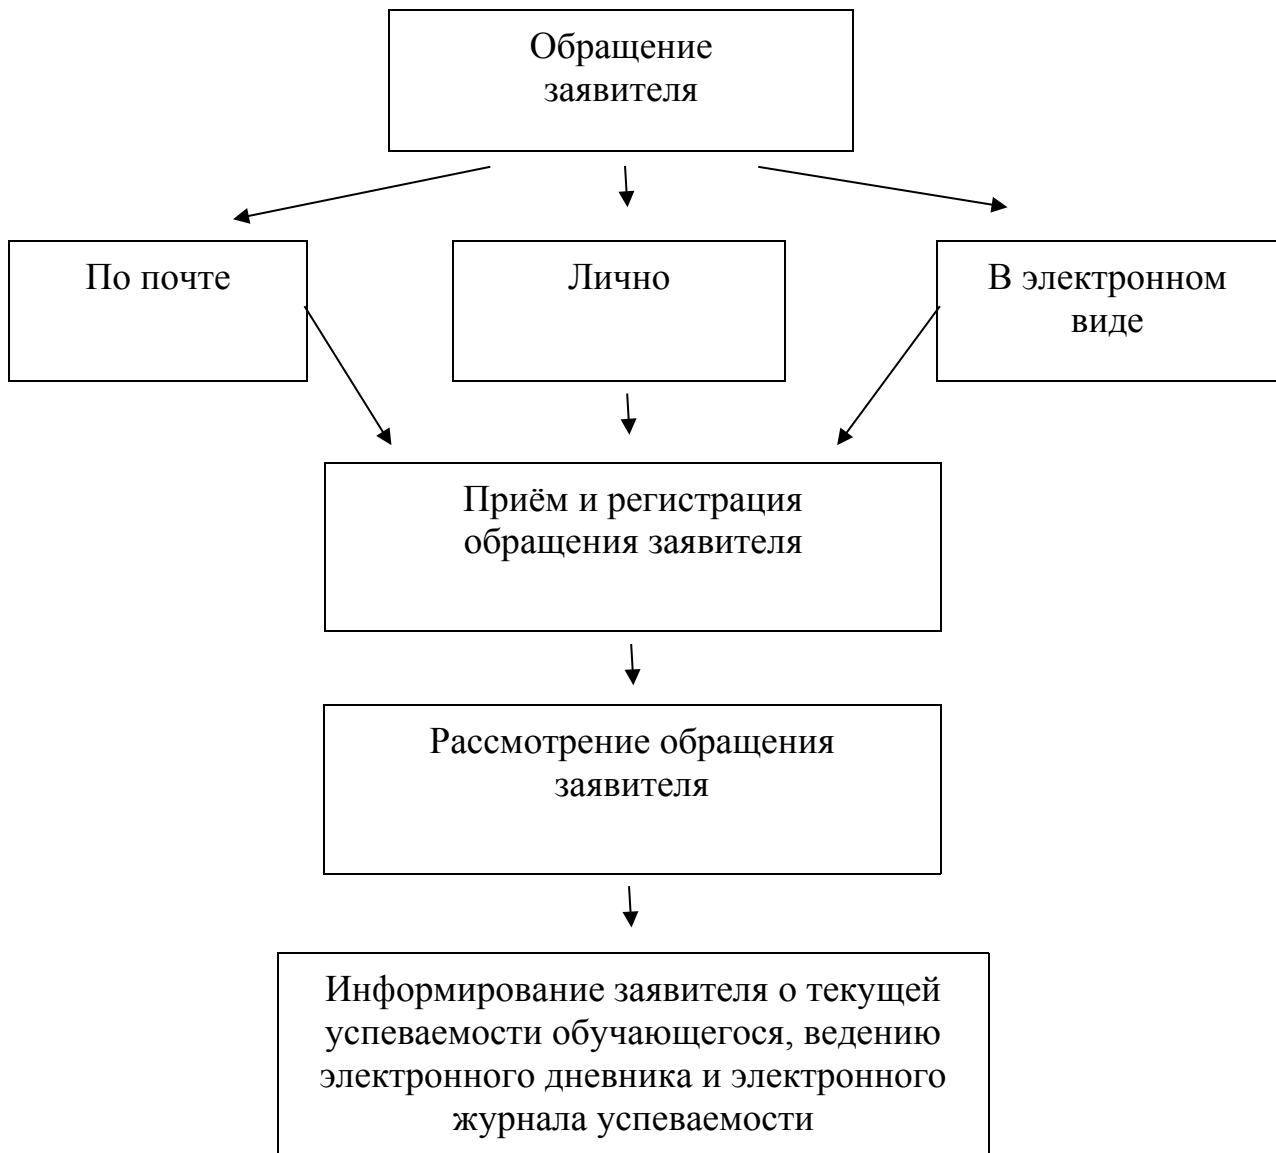 Обращение
заявителя
По почте
Лично
В электронном
виде
Приём и регистрация
обращения заявителя
Рассмотрение обращения
заявителя
Информирование заявителя о текущей
успеваемости обучающегося, ведению
электронного дневника и электронного
журнала успеваемости